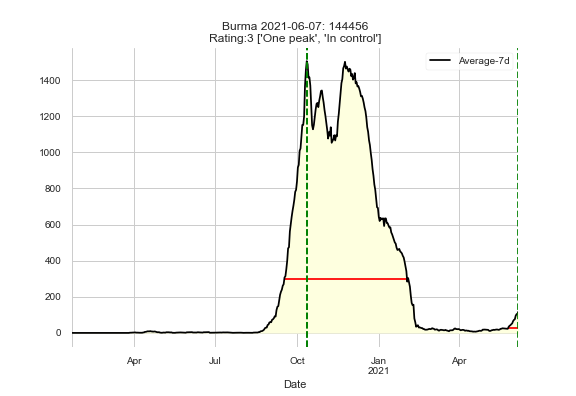 Burma 2021-06-07: 144456
Rating:3 ['One peak', 'In control']
Average-7d
1400
1200
1000
800
600
400
200
0
Apr
Jul
Oct
Jan
2021
Apr
Date